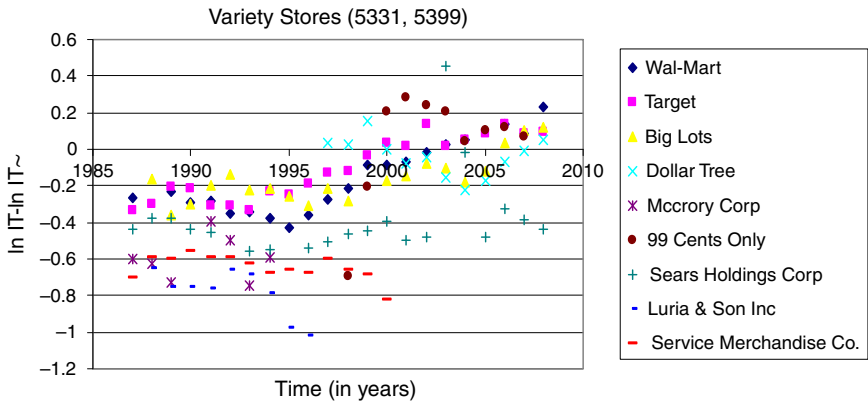 Variety Stores (5331, 5399)
ln IT-ln IT~
0.6
0.4
0.2
0
−0.2
−0.4
−0.6
−0.8
−1
−1.2
1985
1990
1995
2000
2005
2010
Time (in years)
Wal-Mart
Target
Big Lots
Dollar Tree
Mccrory Corp
99 Cents Only
Sears Holdings Corp
Luria & Son Inc
Service Merchandise Co.